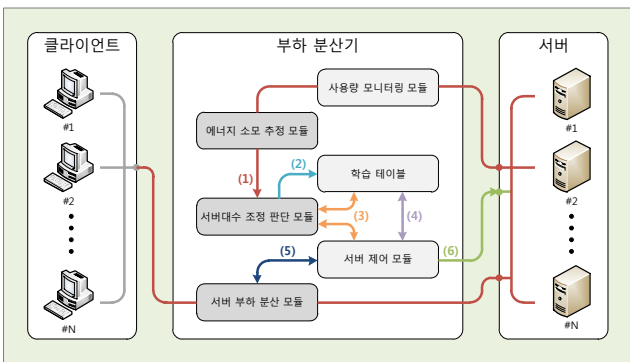 클라이언트
#1
#2
#N
부하 분산기
사용량 모니터링 모듈
에너지 소모 추정 모듈
(1)
(2)
학습 테이블
서버대수 조정 판단 모듈
(3)
(4)
(5)
서버 제어 모듈
(6)
서버 부하 분산 모듈
서버
#1
#2
#N